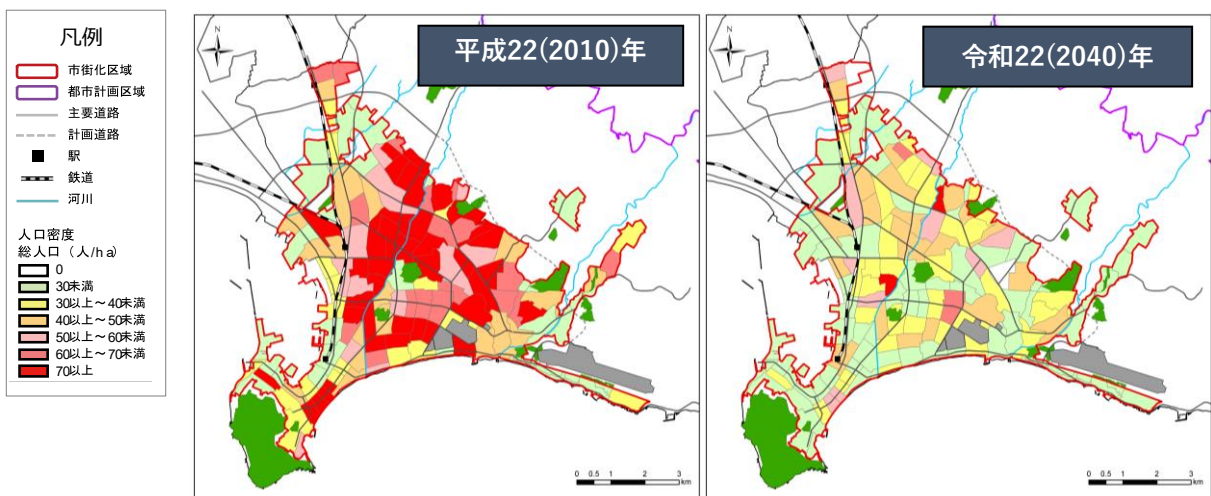 凡例
市街化区域
都市計画区域
主要道路
計画道路
駅
鉄道
河川
人口密度
総人口(人/ha)
0
30未満
30以上～40未満
40以上～50未満
50以上～60未満
60以上～70未満
70以上
N
平成22(2010)年
0 0.5 1 2 3
km
N
令和22(2040)年
0 0.5 1 2 3
km